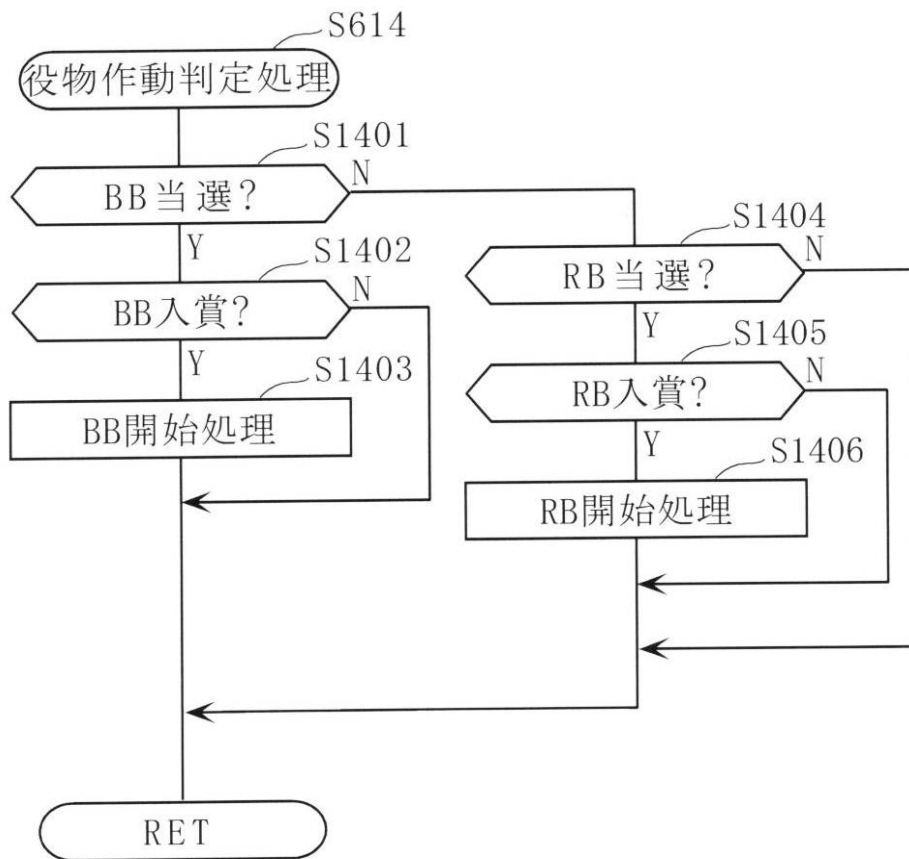 S614
役物作動判定処理
S1401
BB当選?
N
Y
S1402
BB入賞?
N
Y
S1403
BB開始処理
S1404
RB当選?
N
Y
S1405
RB入賞?
N
Y
S1406
RB開始処理
RET